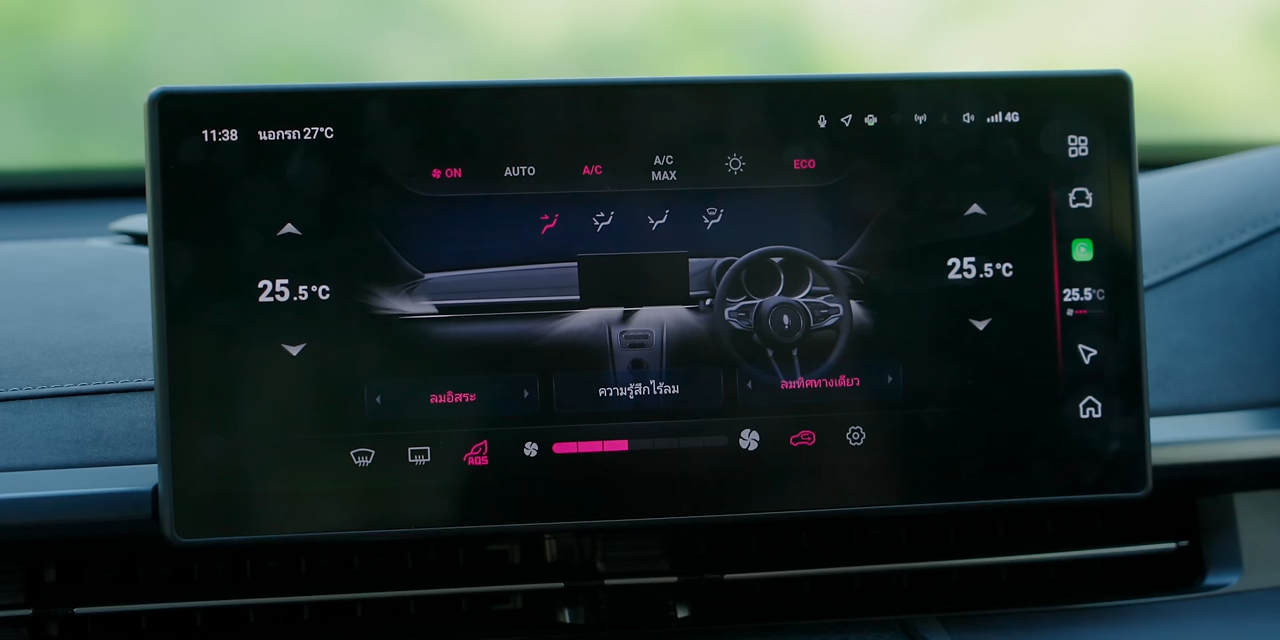 11:38 นอกรถ 27°C
4G
ON AUTO A/C A/C MAX ECO
25.5°C
25.5°C
25.5°C
ลมอิสระ ความรู้สึกไร้ลม ลมทิศทางเดียว
AQS